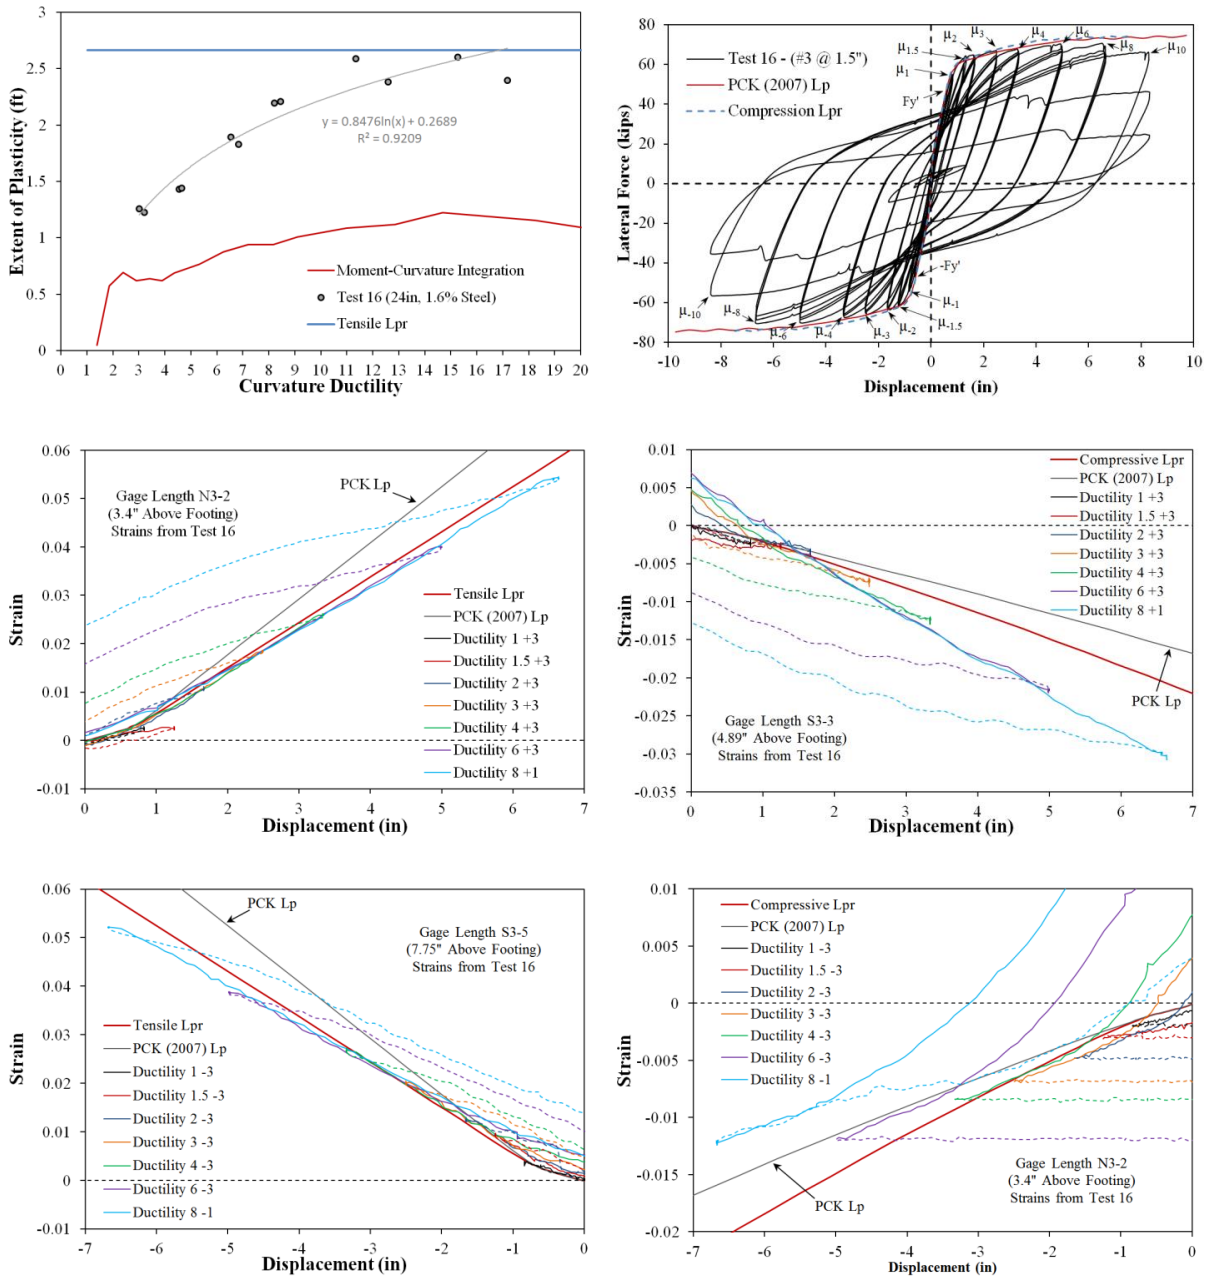 3
2.5
2
1.5
1
0.5
0
Extent of Plasticity (ft)
y = 0.8476ln(x) + 0.2689
R² = 0.9209
Moment-Curvature Integration
Test 16 (24in, 1.6% Steel)
Tensile Lpr
0 1 2 3 4 5 6 7 8 9 10 11 12 13 14 15 16 17 18 19 20
Curvature Ductility
80
60
40
20
0
-20
-40
-60
-80
Lateral Force (kips)
Test 16 - (#3 @ 1.5")
PCK (2007) Lp
Compression Lpr
μ1.5
μ2
μ3
μ4
μ6
μ8
μ10
μ1
Fy'
-Fy'
μ-1
μ-1.5
μ-2
μ-3
μ-4
μ-6
μ-8
μ-10
-10 -8 -6 -4 -2 0 2 4 6 8 10
Displacement (in)
0.06
0.05
0.04
0.03
0.02
0.01
0
-0.01
Strain
Gage Length N3-2
(3.4" Above Footing)
Strains from Test 16
PCK Lp
Tensile Lpr
PCK (2007) Lp
Ductility 1 +3
Ductility 1.5 +3
Ductility 2 +3
Ductility 3 +3
Ductility 4 +3
Ductility 6 +3
Ductility 8 +1
0 1 2 3 4 5 6 7
Displacement (in)
0.01
0.005
0
-0.005
-0.01
-0.015
-0.02
-0.025
-0.03
-0.035
Strain
Compressive Lpr
PCK (2007) Lp
Ductility 1 +3
Ductility 1.5 +3
Ductility 2 +3
Ductility 3 +3
Ductility 4 +3
Ductility 6 +3
Ductility 8 +1
PCK Lp
Gage Length S3-3
(4.89" Above Footing)
Strains from Test 16
0 1 2 3 4 5 6 7
Displacement (in)
0.06
0.05
0.04
0.03
0.02
0.01
0
-0.01
Strain
PCK Lp
Gage Length S3-5
(7.75" Above Footing)
Strains from Test 16
Tensile Lpr
PCK (2007) Lp
Ductility 1 -3
Ductility 1.5 -3
Ductility 2 -3
Ductility 3 -3
Ductility 4 -3
Ductility 6 -3
Ductility 8 -1
-7 -6 -5 -4 -3 -2 -1 0
Displacement (in)
0.01
0.005
0
-0.005
-0.01
-0.015
-0.02
Strain
Compressive Lpr
PCK (2007) Lp
Ductility 1 -3
Ductility 1.5 -3
Ductility 2 -3
Ductility 3 -3
Ductility 4 -3
Ductility 6 -3
Ductility 8 -1
PCK Lp
Gage Length N3-2
(3.4" Above Footing)
Strains from Test 16
-7 -6 -5 -4 -3 -2 -1 0
Displacement (in)